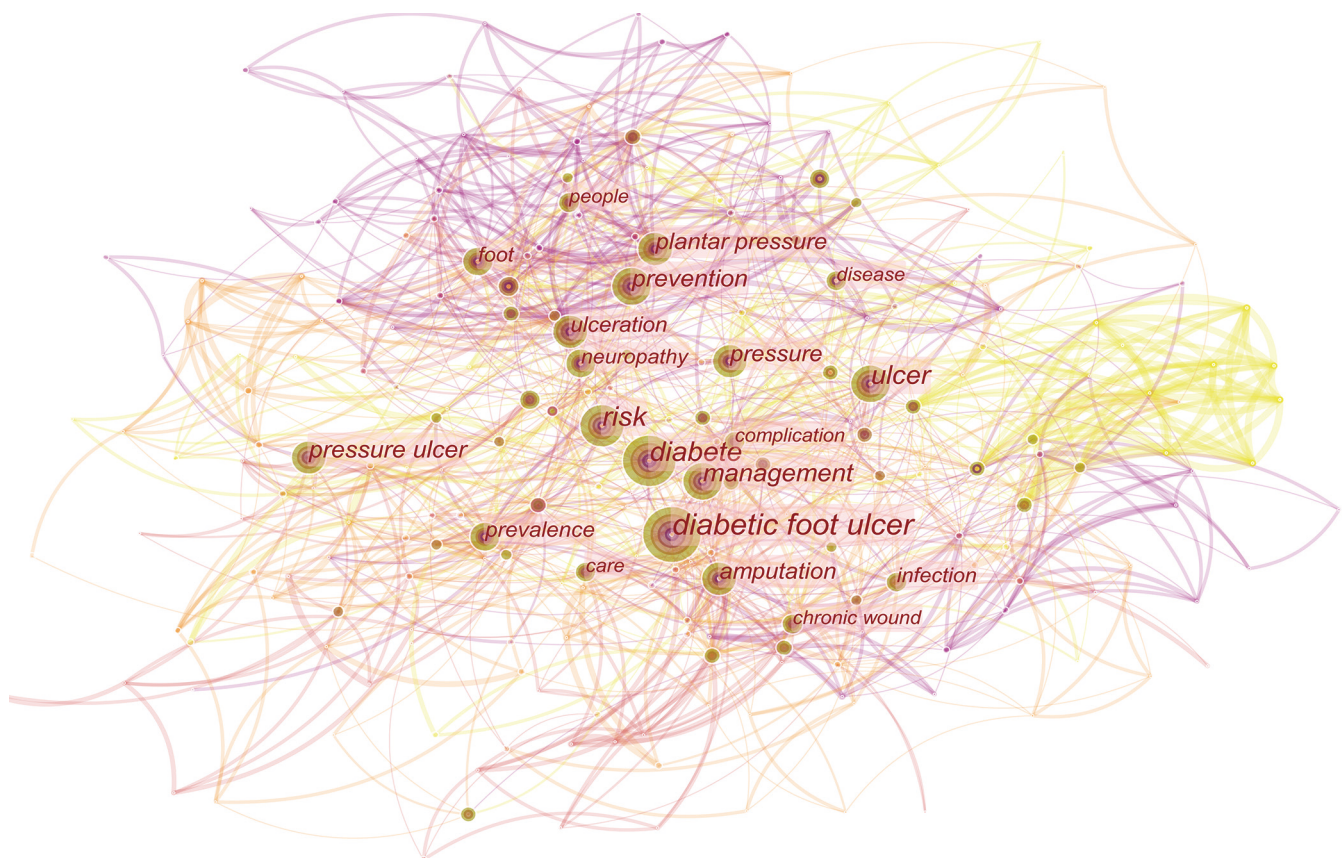 people
plantar pressure
foot
disease
prevention
ulceration
neuropathy
pressure
ulcer
risk
complication
pressure ulcer
diabete
management
diabetic foot ulcer
prevalence
care
amputation
infection
chronic wound